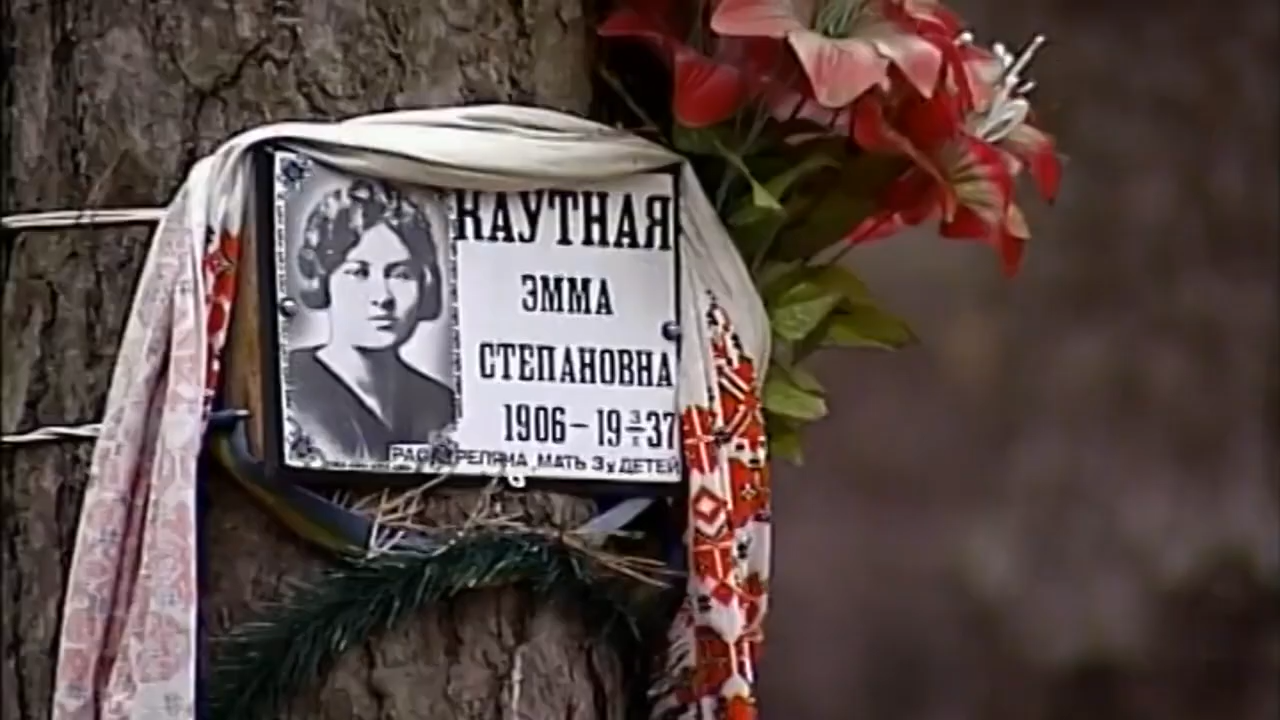 КАУТНАЯ
ЭММА
СТЕПАНОВНА
1906 – 19 3/X 37
РАССТРЕЛЯНА МАТЬ 3х ДЕТЕЙ